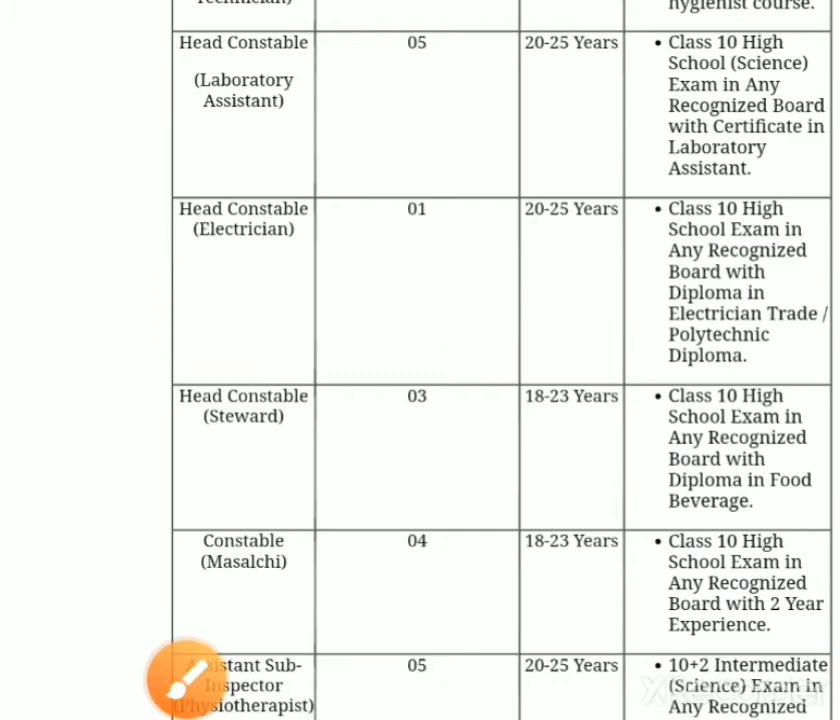 Technician)
hygienist course.
Head Constable
(Laboratory
Assistant)
05
20-25 Years
• Class 10 High
School (Science)
Exam in Any
Recognized Board
with Certificate in
Laboratory
Assistant.
Head Constable
(Electrician)
01
20-25 Years
• Class 10 High
School Exam in
Any Recognized
Board with
Diploma in
Electrician Trade /
Polytechnic
Diploma.
Head Constable
(Steward)
03
18-23 Years
• Class 10 High
School Exam in
Any Recognized
Board with
Diploma in Food
Beverage.
Constable
(Masalchi)
04
18-23 Years
• Class 10 High
School Exam in
Any Recognized
Board with 2 Year
Experience.
Assistant Sub-
Inspector
(Physiotherapist)
05
20-25 Years
• 10+2 Intermediate
(Science) Exam in
Any Recognized
XRecorder